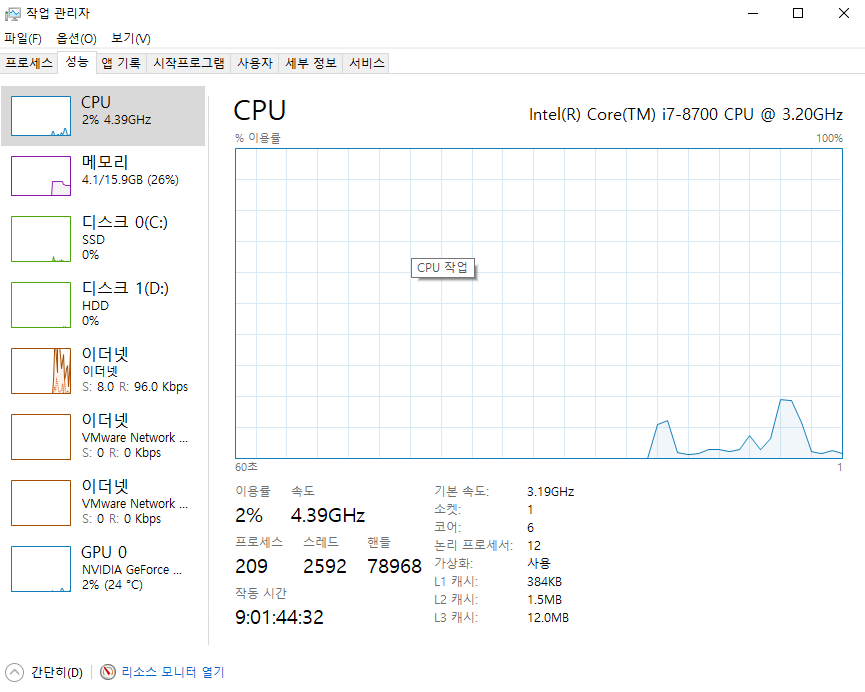 작업 관리자
파일(F) 옵션(O) 보기(V)
프로세스 성능 앱 기록 시작프로그램 사용자 세부 정보 서비스
CPU
2% 4.39GHz
메모리
4.1/15.9GB (26%)
디스크 0(C:)
SSD
0%
디스크 1(D:)
HDD
0%
이더넷
이더넷
S: 8.0 R: 96.0 Kbps
이더넷
VMware Network ...
S: 0 R: 0 Kbps
이더넷
VMware Network ...
S: 0 R: 0 Kbps
GPU 0
NVIDIA GeForce ...
2% (24 °C)
CPU Intel(R) Core(TM) i7-8700 CPU @ 3.20GHz
% 이용률 100%
CPU 작업
60초 1
이용률 속도
2% 4.39GHz
프로세스 스레드 핸들
209 2592 78968
작동 시간
9:01:44:32
기본 속도: 3.19GHz
소켓: 1
코어: 6
논리 프로세서: 12
가상화: 사용
L1 캐시: 384KB
L2 캐시: 1.5MB
L3 캐시: 12.0MB
간단히(D) 리소스 모니터 열기